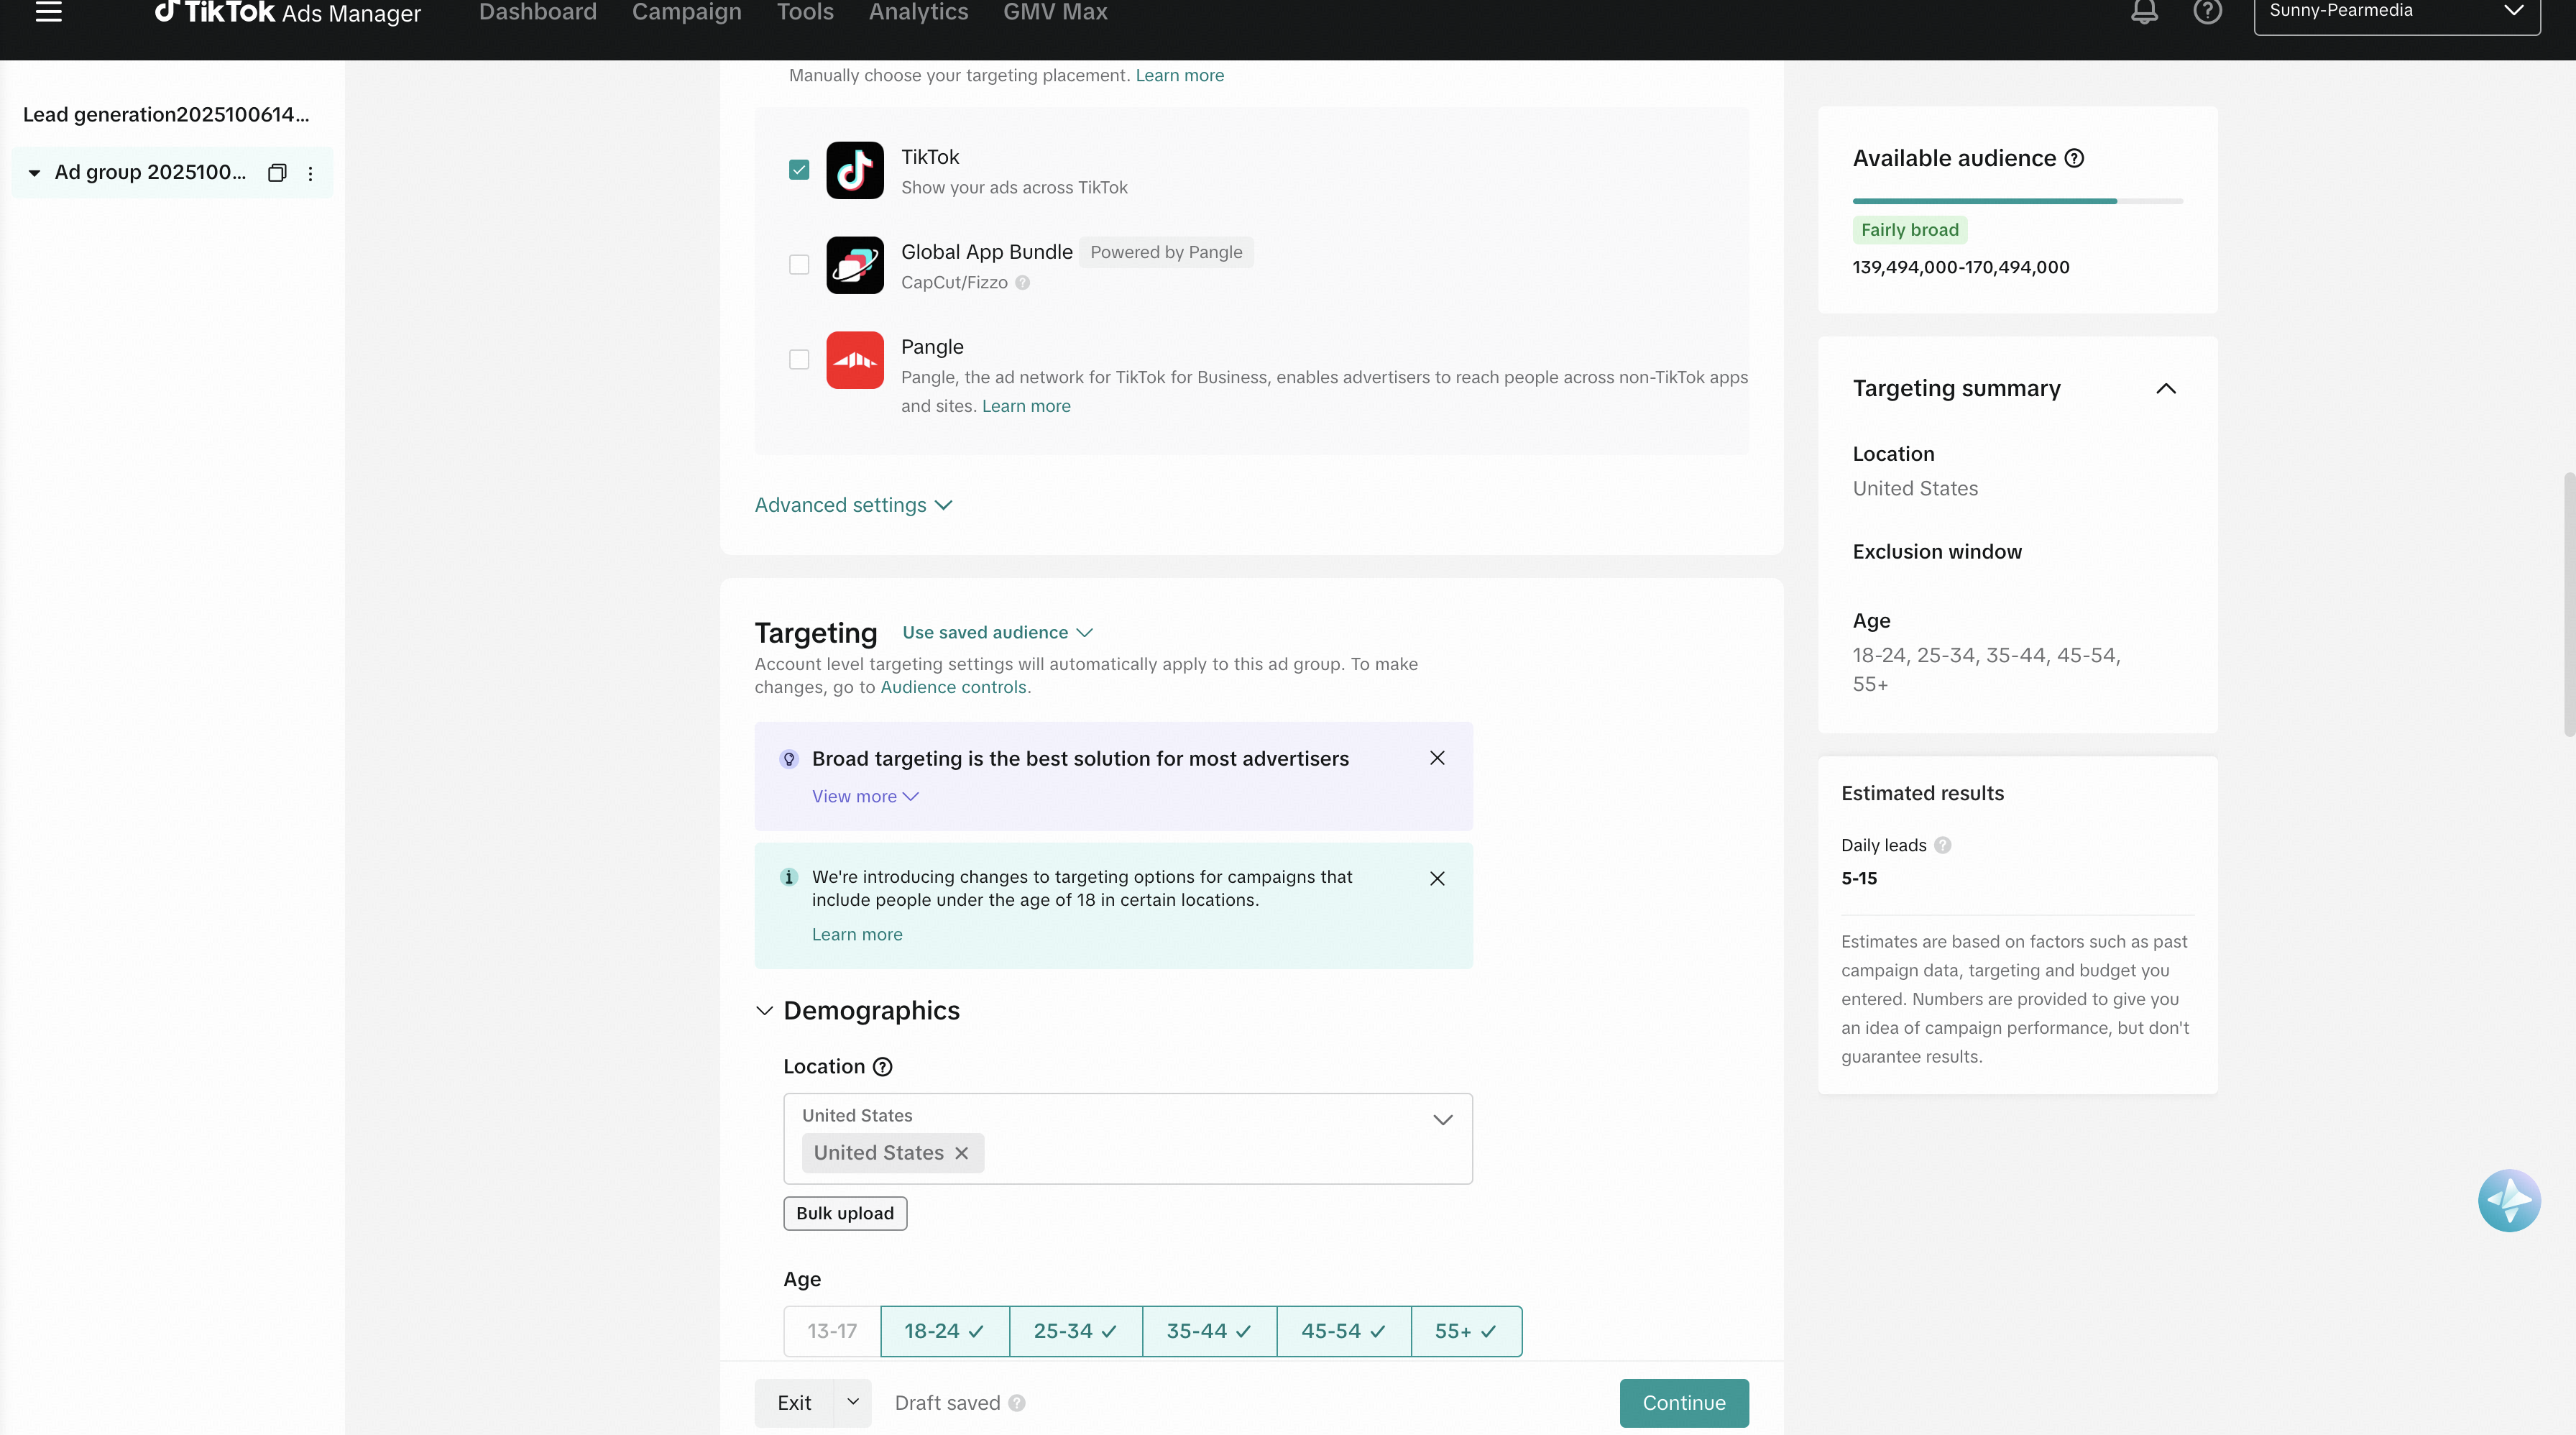 TikTok Ads Manager
Dashboard
Campaign
Tools
Analytics
GMV Max
Sunny-Pearmedia
Lead generation2025100614...
Ad group 2025100...
Manually choose your targeting placement. Learn more
TikTok
Show your ads across TikTok
Global App Bundle Powered by Pangle
CapCut/Fizzo
Pangle
Pangle, the ad network for TikTok for Business, enables advertisers to reach people across non-TikTok apps
and sites. Learn more
Advanced settings
Targeting Use saved audience
Account level targeting settings will automatically apply to this ad group. To make
changes, go to Audience controls.
Broad targeting is the best solution for most advertisers
View more
We're introducing changes to targeting options for campaigns that
include people under the age of 18 in certain locations.
Learn more
Demographics
Location
United States
United States
Bulk upload
Age
13-17 18-24 25-34 35-44 45-54 55+
Exit
Draft saved
Continue
Available audience
Fairly broad
139,494,000-170,494,000
Targeting summary
Location
United States
Exclusion window
Age
18-24, 25-34, 35-44, 45-54,
55+
Estimated results
Daily leads
5-15
Estimates are based on factors such as past
campaign data, targeting and budget you
entered. Numbers are provided to give you
an idea of campaign performance, but don't
guarantee results.